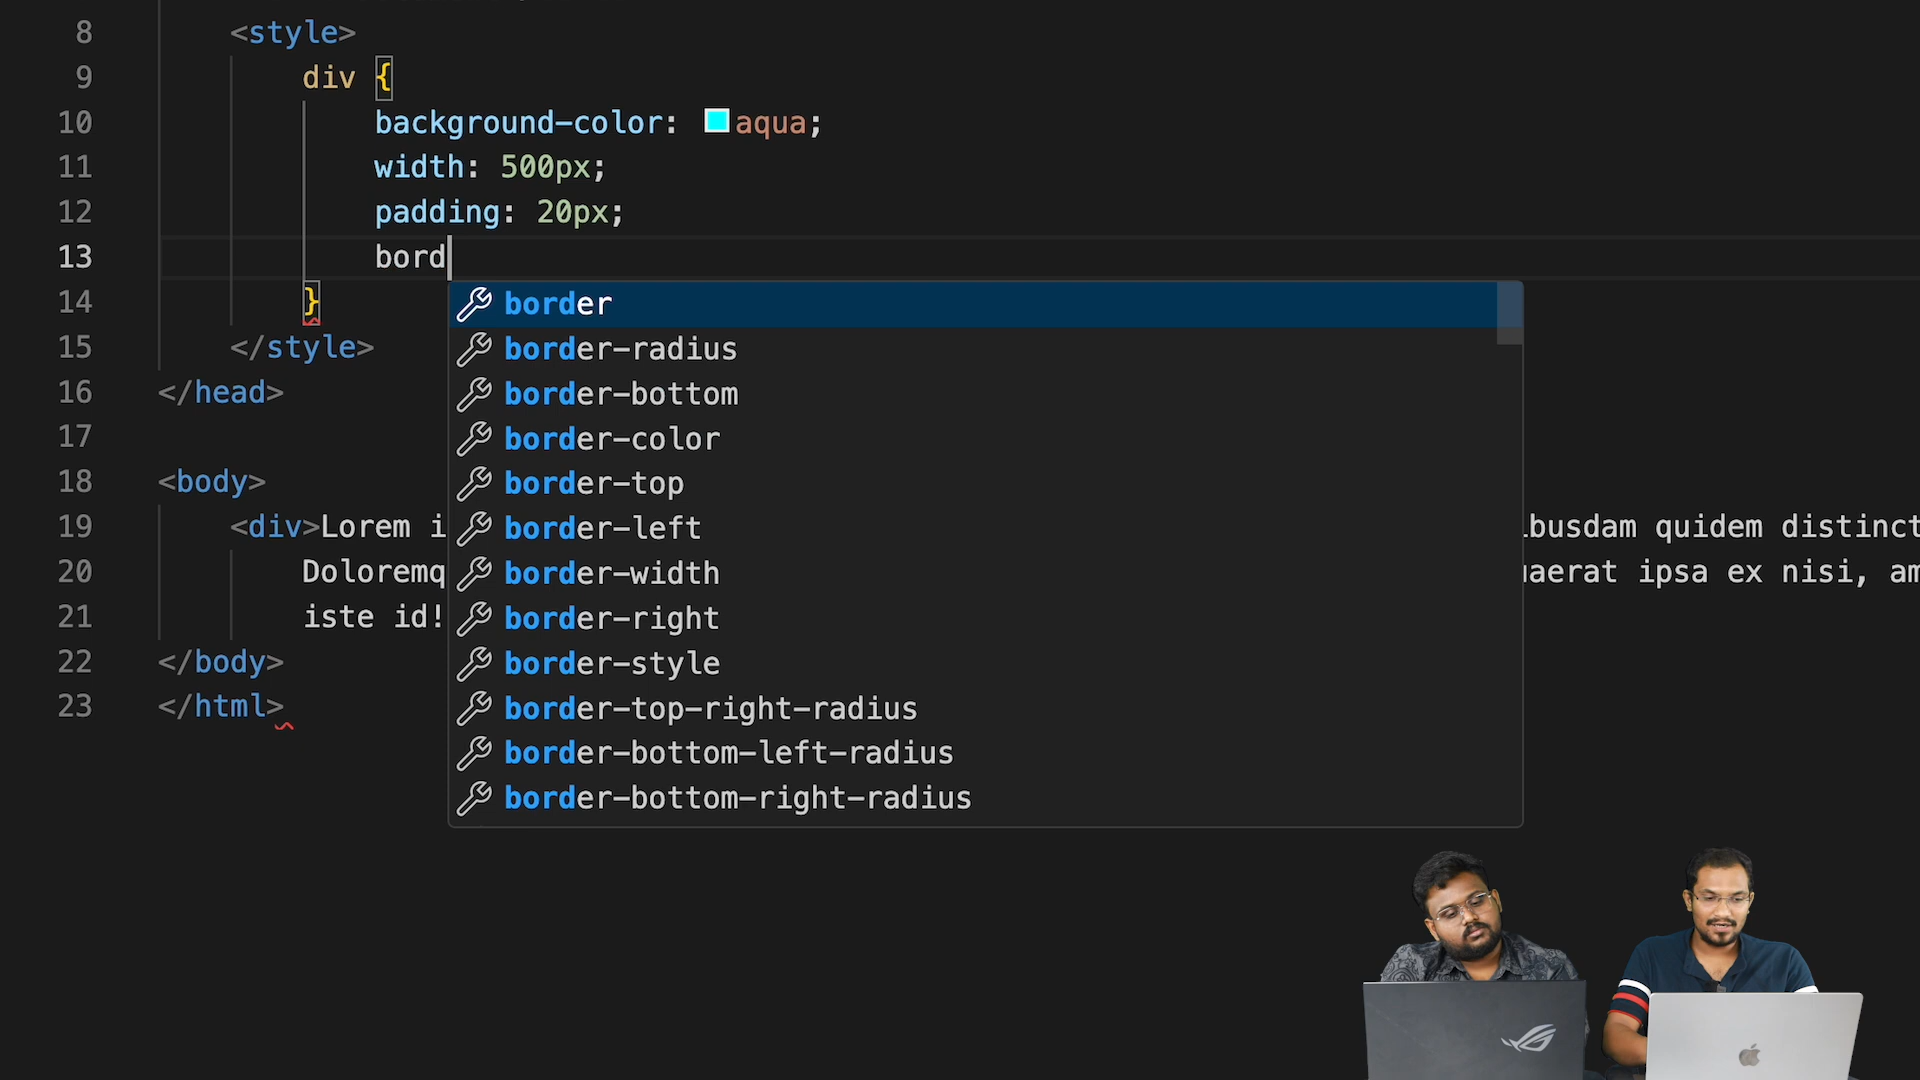 8 <style>
9 div {
10 background-color: aqua;
11 width: 500px;
12 padding: 20px;
13 bord
14 }
15 </style>
16 </head>
17
18 <body>
19 <div>Lorem i busdam quidem distinct
20 Doloremq aerat ipsa ex nisi, am
21 iste id!
22 </body>
23 </html>
border
border-radius
border-bottom
border-color
border-top
border-left
border-width
border-right
border-style
border-top-right-radius
border-bottom-left-radius
border-bottom-right-radius